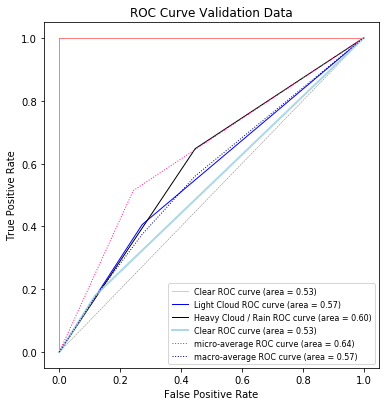 ROC Curve Validation Data
True Positive Rate
1.0
0.8
0.6
0.4
0.2
0.0
Clear ROC curve (area = 0.53)
Light Cloud ROC curve (area = 0.57)
Heavy Cloud / Rain ROC curve (area = 0.60)
Clear ROC curve (area = 0.53)
micro-average ROC curve (area = 0.64)
macro-average ROC curve (area = 0.57)
0.0 0.2 0.4 0.6 0.8 1.0
False Positive Rate